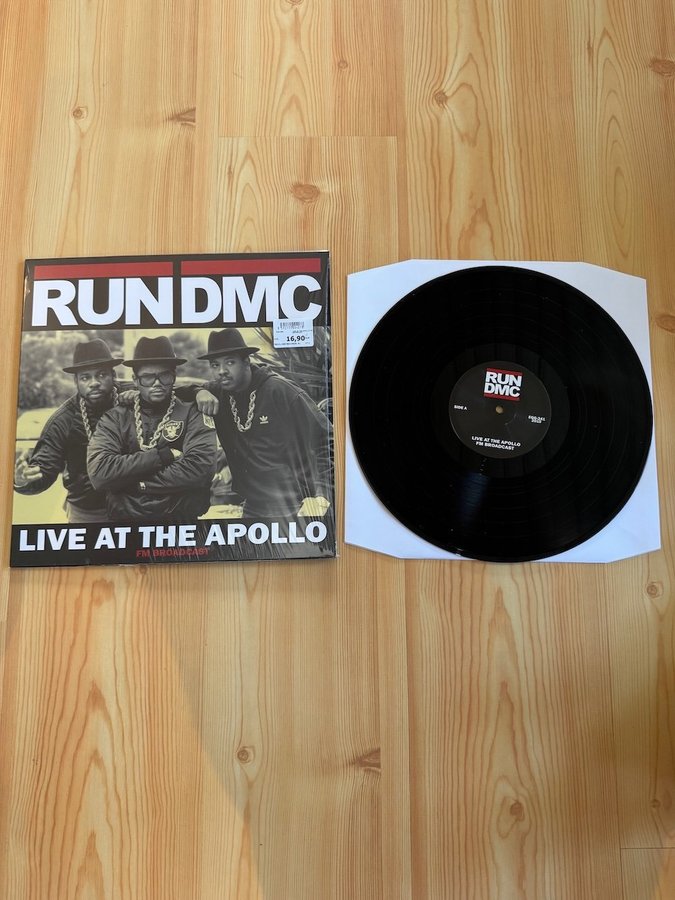 RUN DMC
16,90
LIVE AT THE APOLLO
FM BROADCAST
RUN
DMC
SIDE A
LIVE AT THE APOLLO
FM BROADCAST